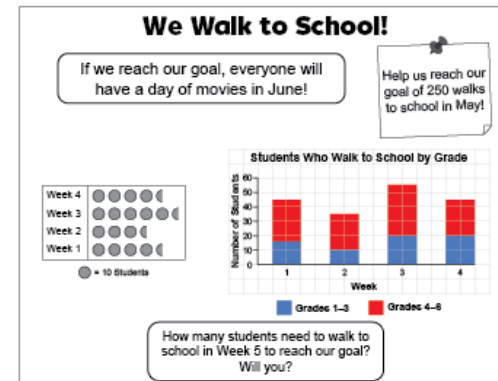 We Walk to School!
If we reach our goal, everyone will
have a day of movies in June!
Help us reach our
goal of 250 walks
to school in May!
Week 4
Week 3
Week 2
Week 1
= 10 Students
Students Who Walk to School by Grade
Number of Students
60
50
40
30
20
10
0
1 2 3 4
Week
Grades 1–3 Grades 4–6
How many students need to walk to
school in Week 5 to reach our goal?
Will you?